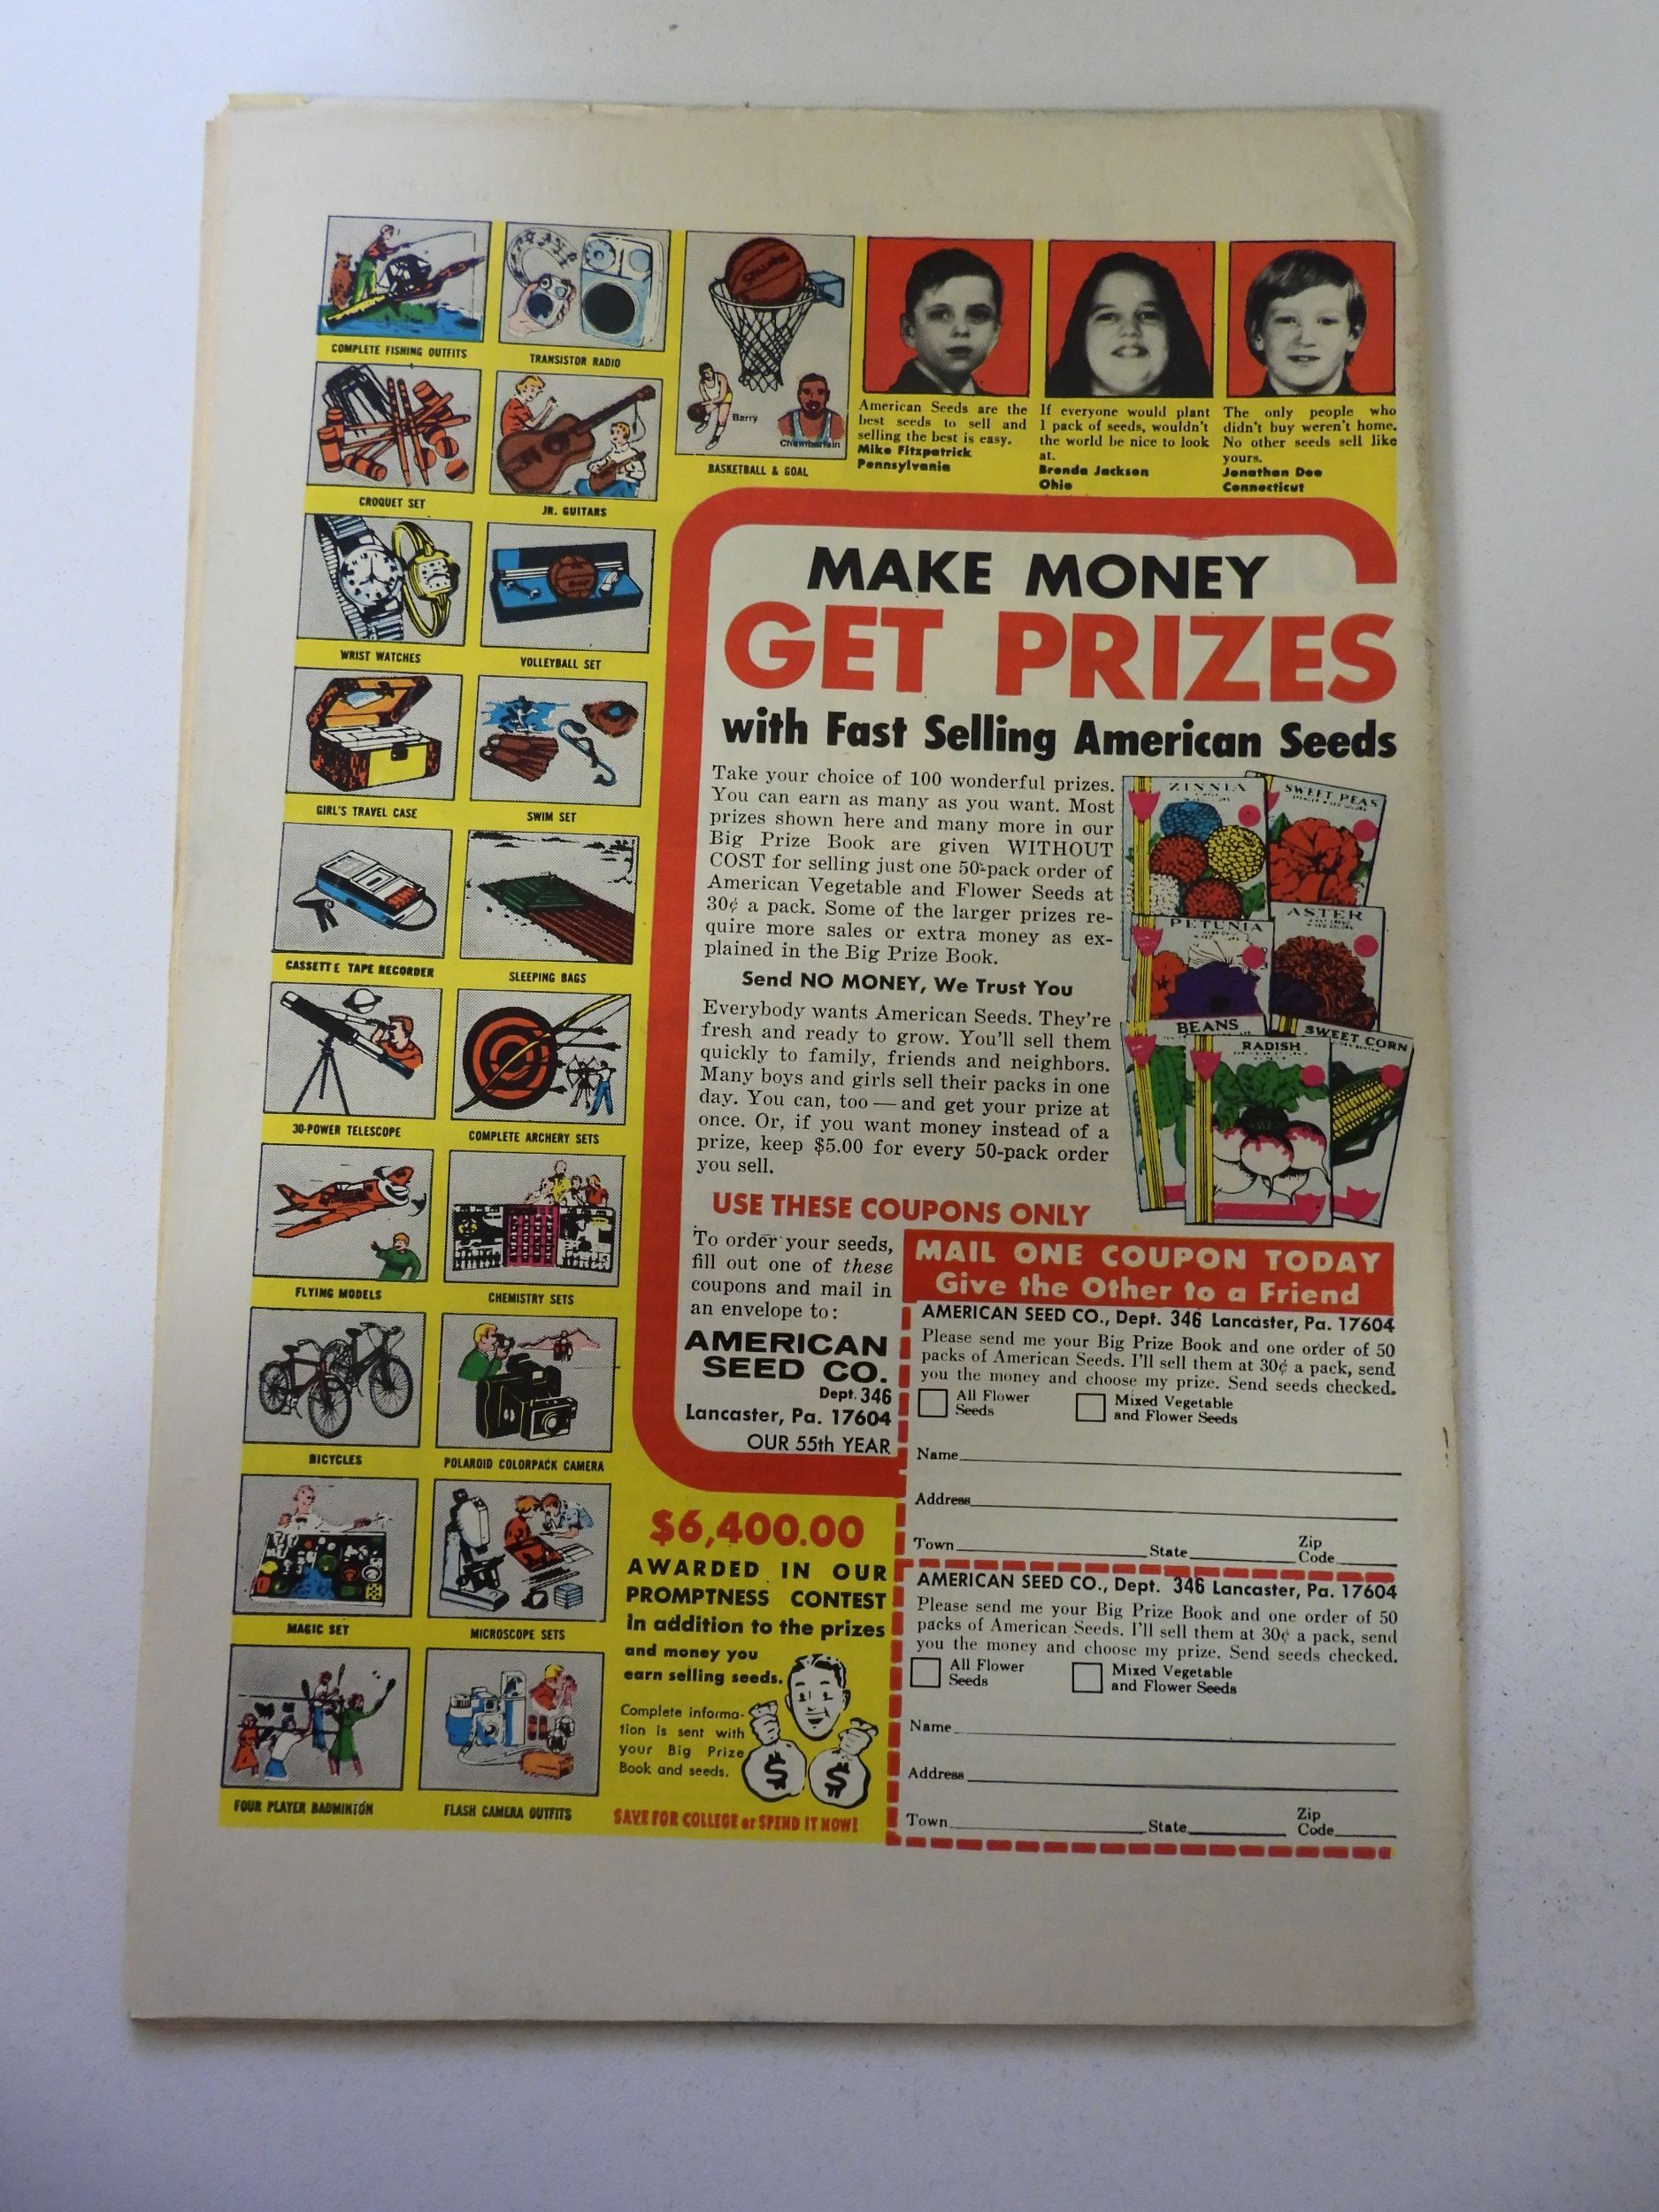 COMPLETE FISHING OUTFITS
TRANSISTOR RADIO
SPALDING
Barry
Chamberlain
BASKETBALL & GOAL
American Seeds are the
best seeds to sell and
selling the best is easy.
Mike Fitzpatrick
Pennsylvania
If everyone would plant
1 pack of seeds, wouldn't
the world be nice to look
at.
Brenda Jackson
Ohio
The only people who
didn't buy weren't home.
No other seeds sell like
yours.
Jonathan Dee
Connecticut
CROQUET SET
JR. GUITARS
WRIST WATCHES
VOLLEYBALL SET
GIRL'S TRAVEL CASE
SWIM SET
CASSETTE TAPE RECORDER
SLEEPING BAGS
30-POWER TELESCOPE
COMPLETE ARCHERY SETS
FLYING MODELS
CHEMISTRY SETS
BICYCLES
POLAROID COLORPACK CAMERA
MAGIC SET
MICROSCOPE SETS
FOUR PLAYER BADMINTON
FLASH CAMERA OUTFITS
MAKE MONEY
GET PRIZES
with Fast Selling American Seeds
Take your choice of 100 wonderful prizes.
You can earn as many as you want. Most
prizes shown here and many more in our
Big Prize Book are given WITHOUT
COST for selling just one 50-pack order of
American Vegetable and Flower Seeds at
30¢ a pack. Some of the larger prizes re-
quire more sales or extra money as ex-
plained in the Big Prize Book.
Send NO MONEY, We Trust You
Everybody wants American Seeds. They're
fresh and ready to grow. You'll sell them
quickly to family, friends and neighbors.
Many boys and girls sell their packs in one
day. You can, too — and get your prize at
once. Or, if you want money instead of a
prize, keep $5.00 for every 50-pack order
you sell.
ZINNIA
SWEET PEAS
PETUNIA
ASTER
BEANS
RADISH
SWEET CORN
USE THESE COUPONS ONLY
To order your seeds,
fill out one of these
coupons and mail in
an envelope to:
AMERICAN
SEED CO.
Dept. 346
Lancaster, Pa. 17604
OUR 55th YEAR
MAIL ONE COUPON TODAY
Give the Other to a Friend
AMERICAN SEED CO., Dept. 346 Lancaster, Pa. 17604
Please send me your Big Prize Book and one order of 50
packs of American Seeds. I'll sell them at 30¢ a pack, send
you the money and choose my prize. Send seeds checked.
All Flower
Seeds
Mixed Vegetable
and Flower Seeds
Name
Address
Town State Zip
Code
AMERICAN SEED CO., Dept. 346 Lancaster, Pa. 17604
Please send me your Big Prize Book and one order of 50
packs of American Seeds. I'll sell them at 30¢ a pack, send
you the money and choose my prize. Send seeds checked.
All Flower
Seeds
Mixed Vegetable
and Flower Seeds
Name
Address
Town State Zip
Code
$6,400.00
AWARDED IN OUR
PROMPTNESS CONTEST
in addition to the prizes
and money you
earn selling seeds.
Complete informa-
tion is sent with
your Big Prize
Book and seeds.
$ $
SAVE FOR COLLEGE or SPEND IT NOW!